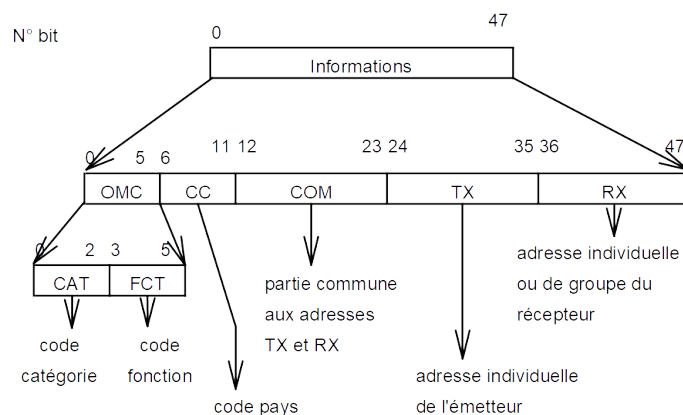 N° bit
0 47
Informations
0 5 6 11 12 23 24 35 36 47
OMC CC COM TX RX
0 2 3 5
CAT FCT
code
catégorie
code
fonction
code pays
partie commune
aux adresses
TX et RX
adresse individuelle
de l'émetteur
adresse individuelle
ou de groupe du
récepteur